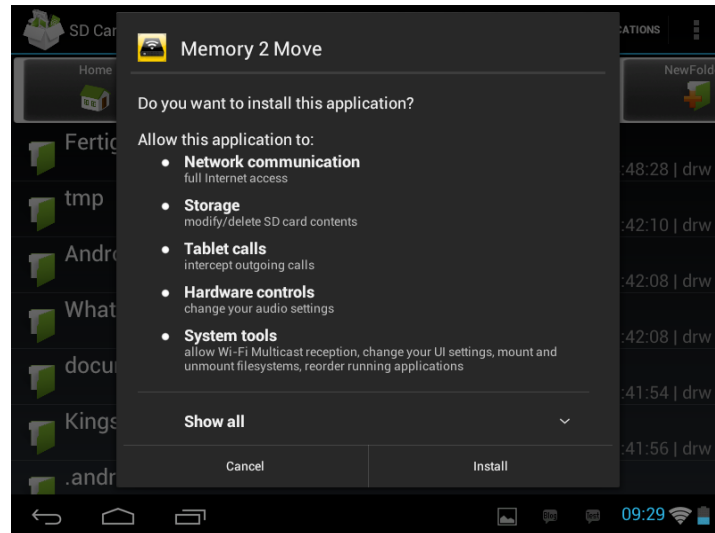 SD Car
CATIONS
Home
NewFold
Memory 2 Move
Do you want to install this application?
Allow this application to:
Network communication
full Internet access
Storage
modify/delete SD card contents
Tablet calls
intercept outgoing calls
Hardware controls
change your audio settings
System tools
allow Wi-Fi Multicast reception, change your UI settings, mount and
unmount filesystems, reorder running applications
Show all
Cancel
Install
Fertig
:48:28 | drw
tmp
:42:10 | drw
Andro
:42:08 | drw
What
:42:08 | drw
docu
:41:54 | drw
Kings
:41:56 | drw
.andr
09:29